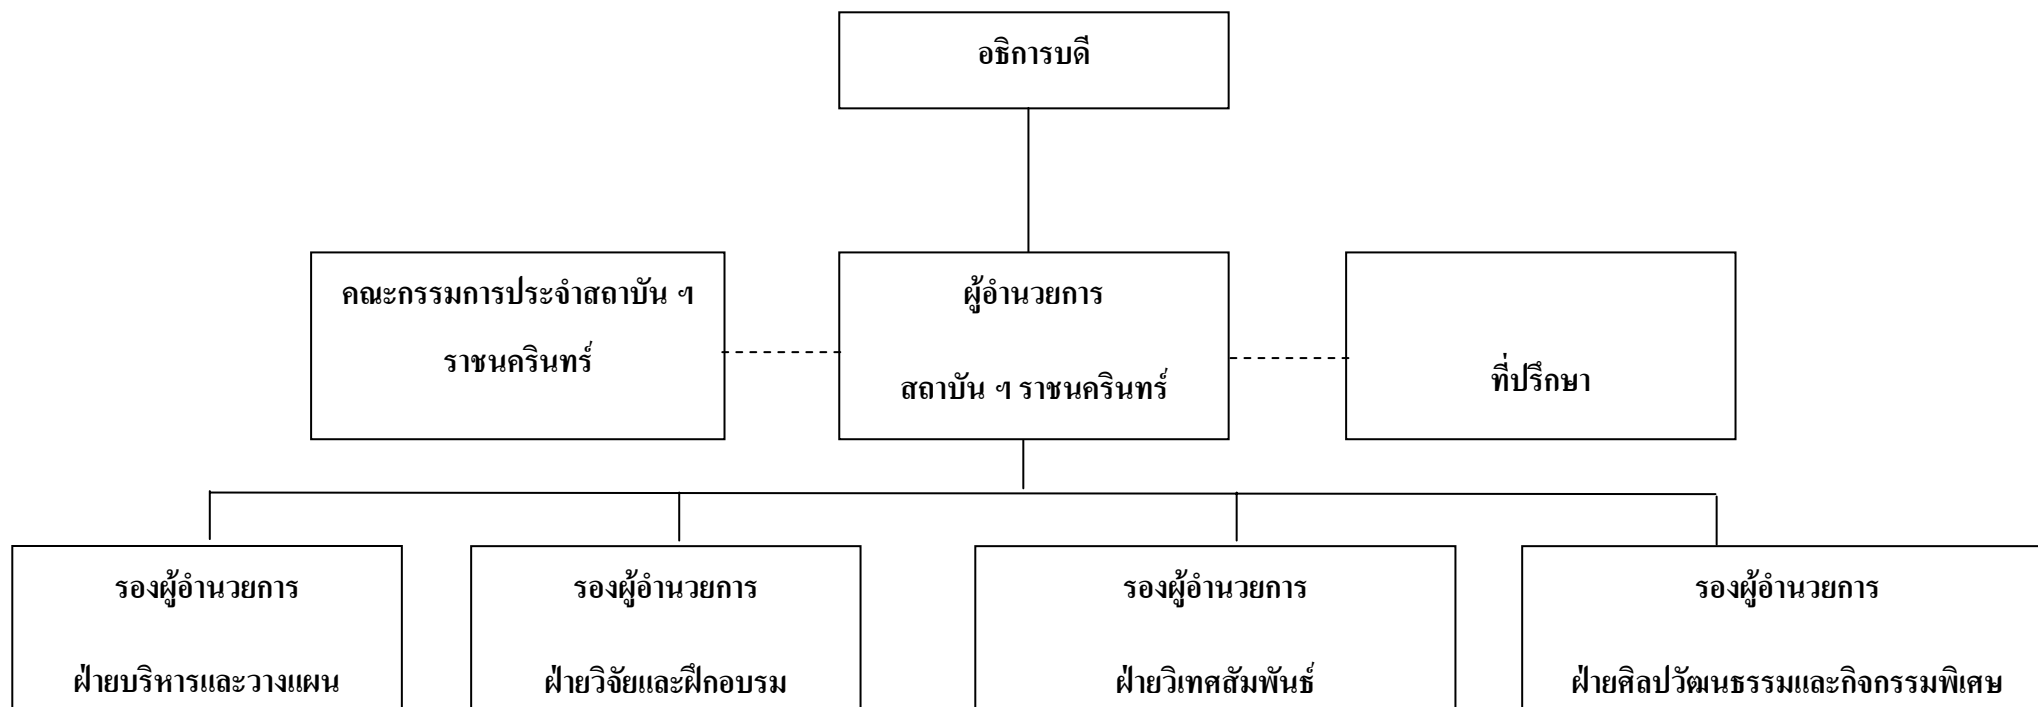 อธิการบดี
คณะกรรมการประจำสถาบัน ฯ
ราชนครินทร์
ผู้อำนวยการ
สถาบัน ฯ ราชนครินทร์
ที่ปรึกษา
รองผู้อำนวยการ
ฝ่ายบริหารและวางแผน
รองผู้อำนวยการ
ฝ่ายวิจัยและฝึกอบรม
รองผู้อำนวยการ
ฝ่ายวิเทศสัมพันธ์
รองผู้อำนวยการ
ฝ่ายศิลปวัฒนธรรมและกิจกรรมพิเศษ